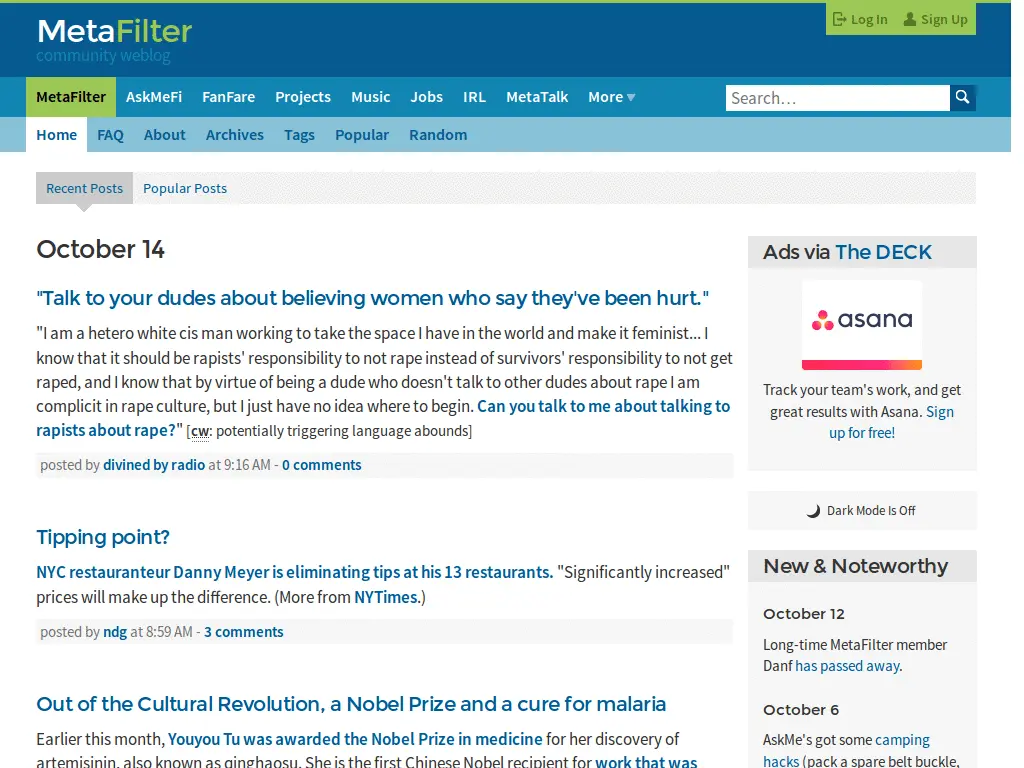 MetaFilter
community weblog
Log In
Sign Up
MetaFilter AskMeFi FanFare Projects Music Jobs IRL MetaTalk More
Search…
Home FAQ About Archives Tags Popular Random
Recent Posts Popular Posts
October 14
"Talk to your dudes about believing women who say they've been hurt."
"I am a hetero white cis man working to take the space I have in the world and make it feminist... I
know that it should be rapists' responsibility to not rape instead of survivors' responsibility to not get
raped, and I know that by virtue of being a dude who doesn't talk to other dudes about rape I am
complicit in rape culture, but I just have no idea where to begin. Can you talk to me about talking to
rapists about rape?" [cw: potentially triggering language abounds]
posted by divined by radio at 9:16 AM - 0 comments
Tipping point?
NYC restauranteur Danny Meyer is eliminating tips at his 13 restaurants. "Significantly increased"
prices will make up the difference. (More from NYTimes.)
posted by ndg at 8:59 AM - 3 comments
Out of the Cultural Revolution, a Nobel Prize and a cure for malaria
Earlier this month, Youyou Tu was awarded the Nobel Prize in medicine for her discovery of
artemisinin, also known as qinghaosu. She is the first Chinese Nobel recipient for work that was
Ads via The DECK
asana
Track your team's work, and get
great results with Asana. Sign
up for free!
Dark Mode Is Off
New & Noteworthy
October 12
Long-time MetaFilter member
Danf has passed away.
October 6
AskMe's got some camping
hacks (pack a spare belt buckle,